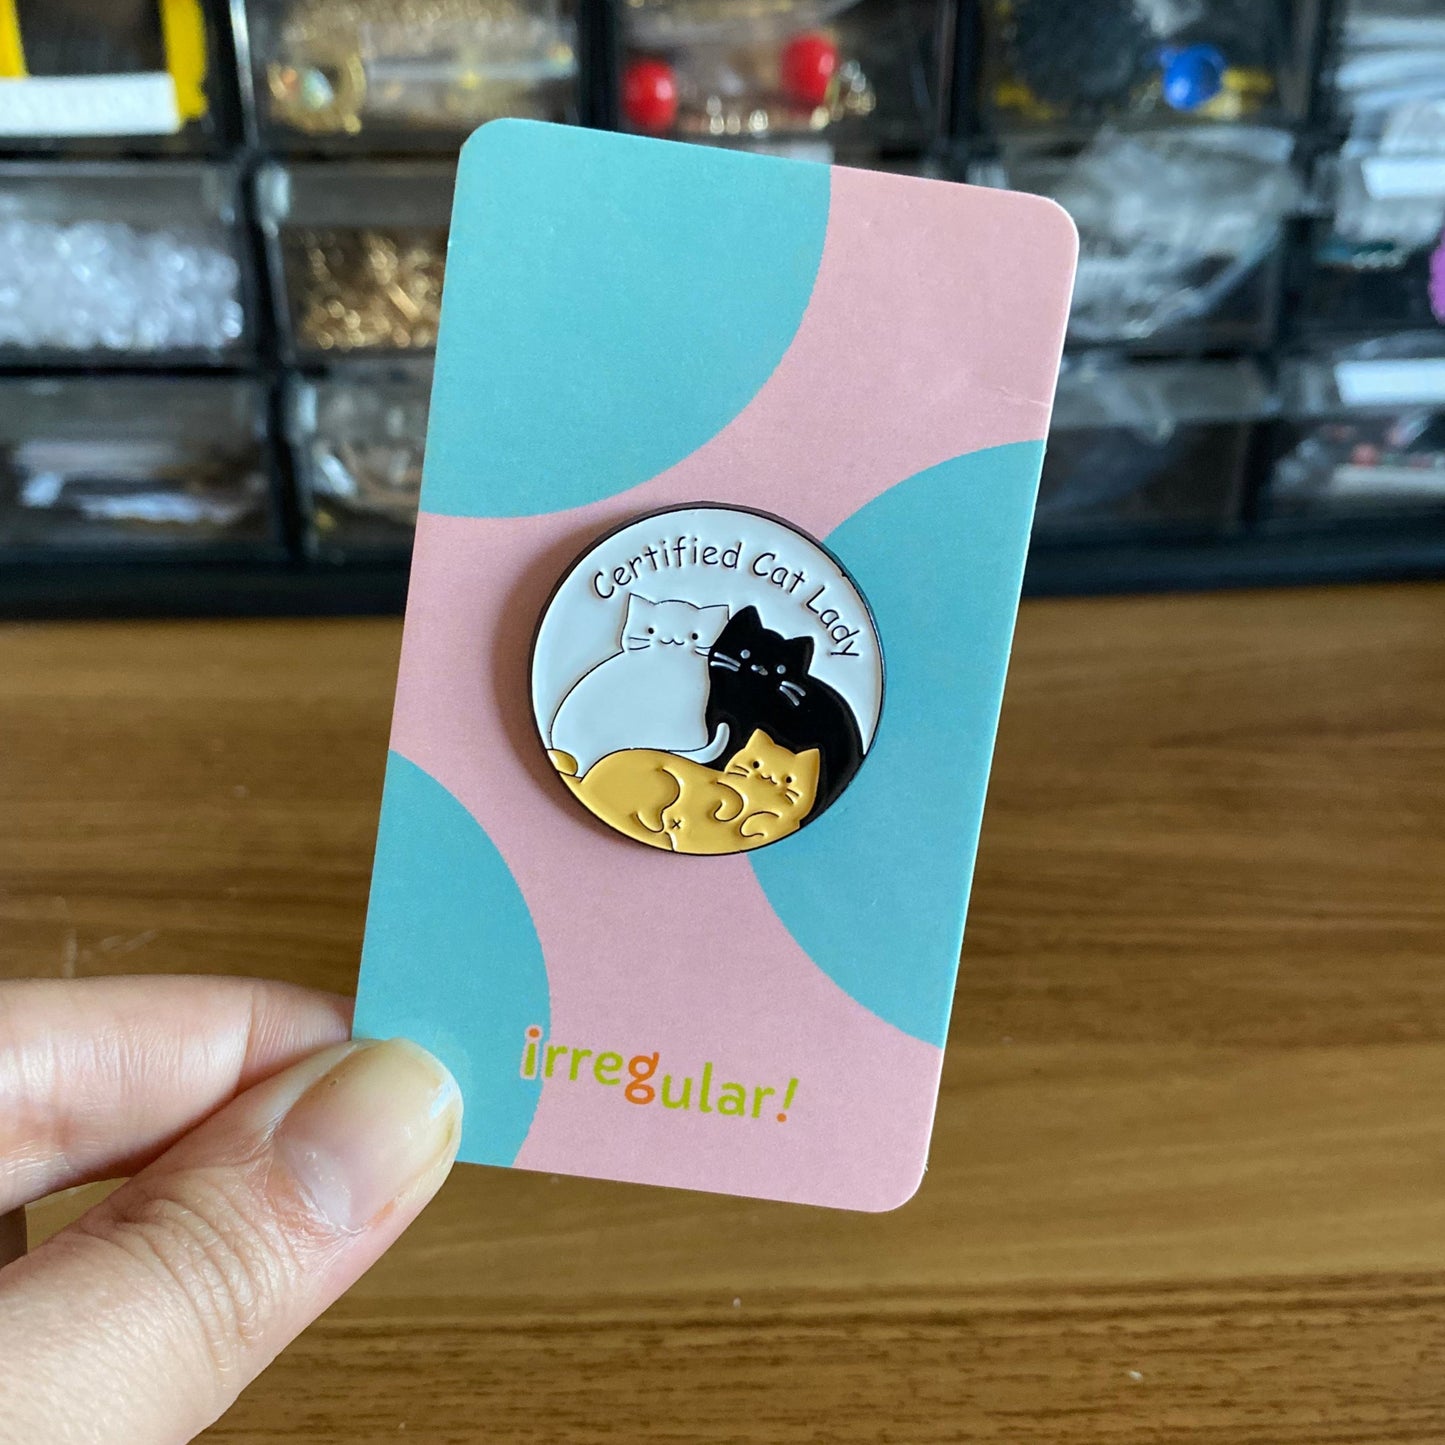 Certified Cat Lady
irregular!